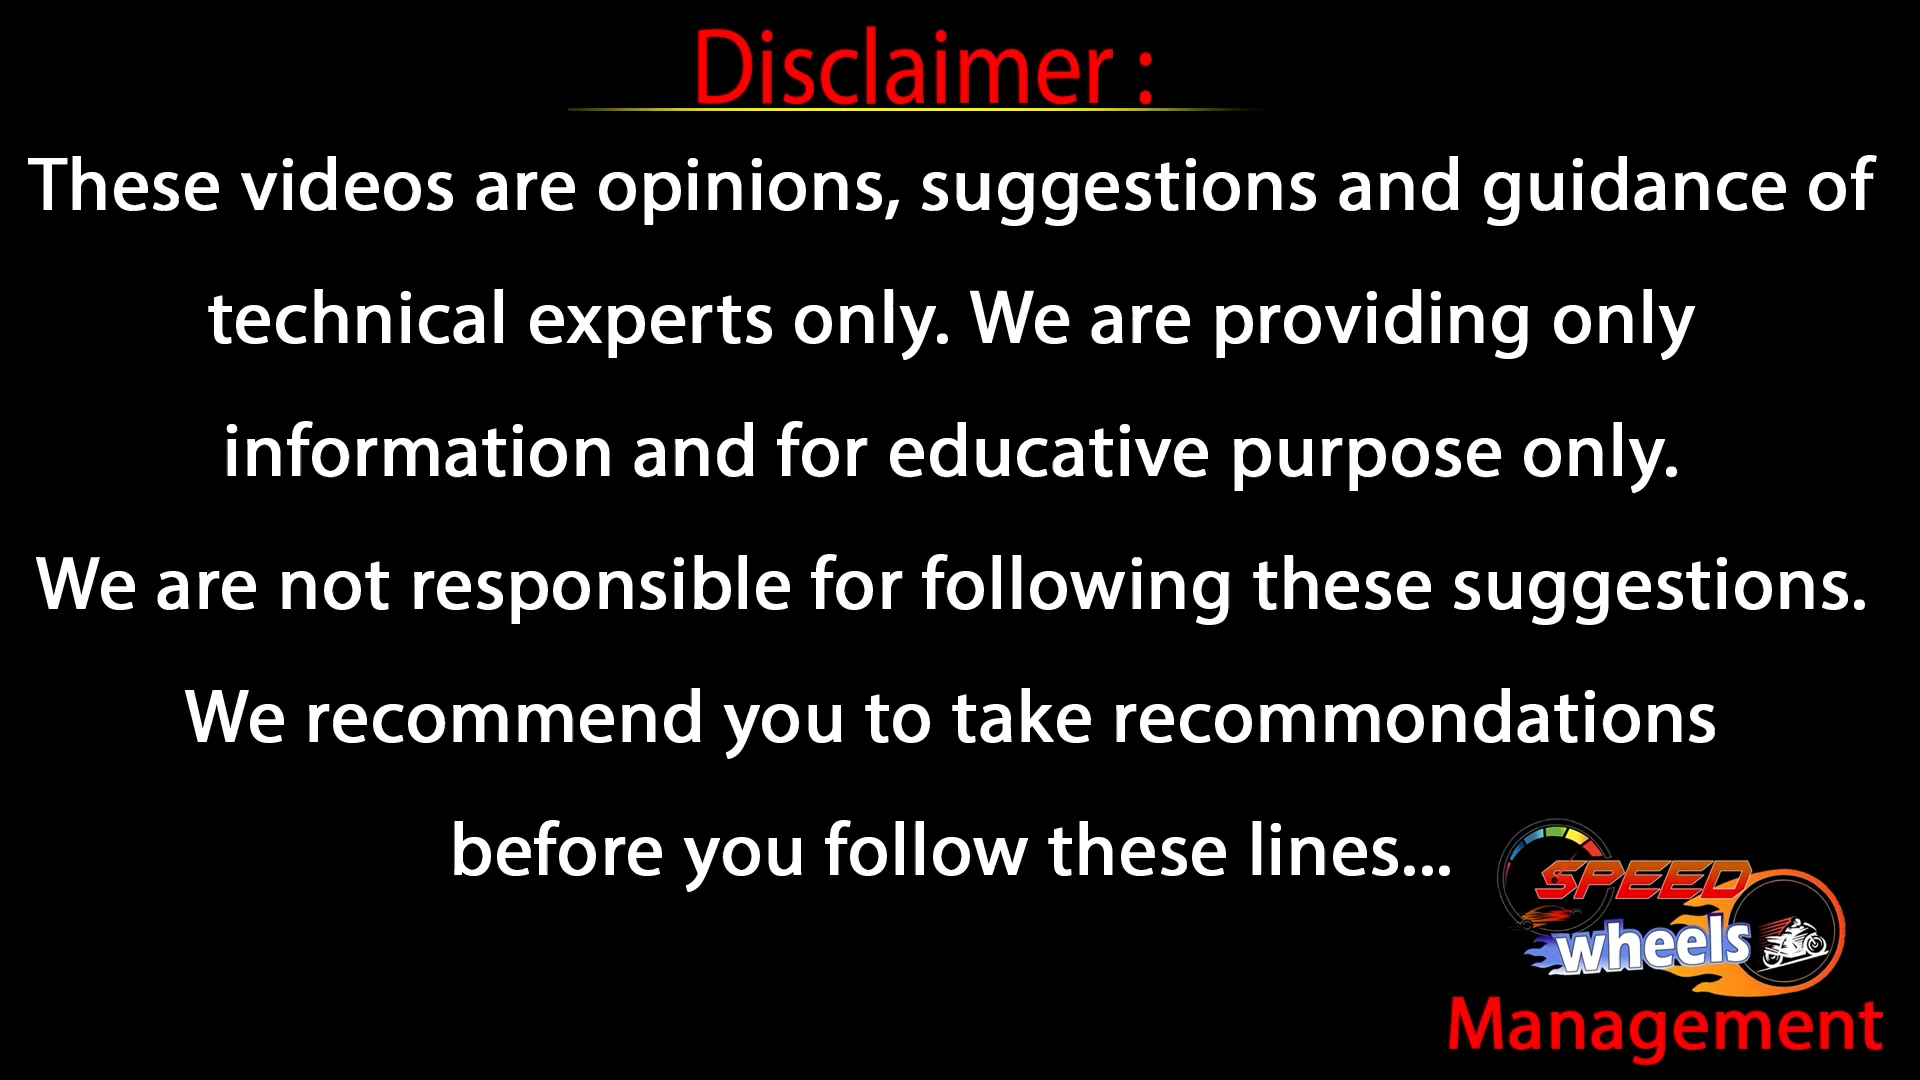 Disclaimer :
These videos are opinions, suggestions and guidance of
technical experts only. We are providing only
information and for educative purpose only.
We are not responsible for following these suggestions.
We recommend you to take recommondations
before you follow these lines...
SPEED
wheels
Management